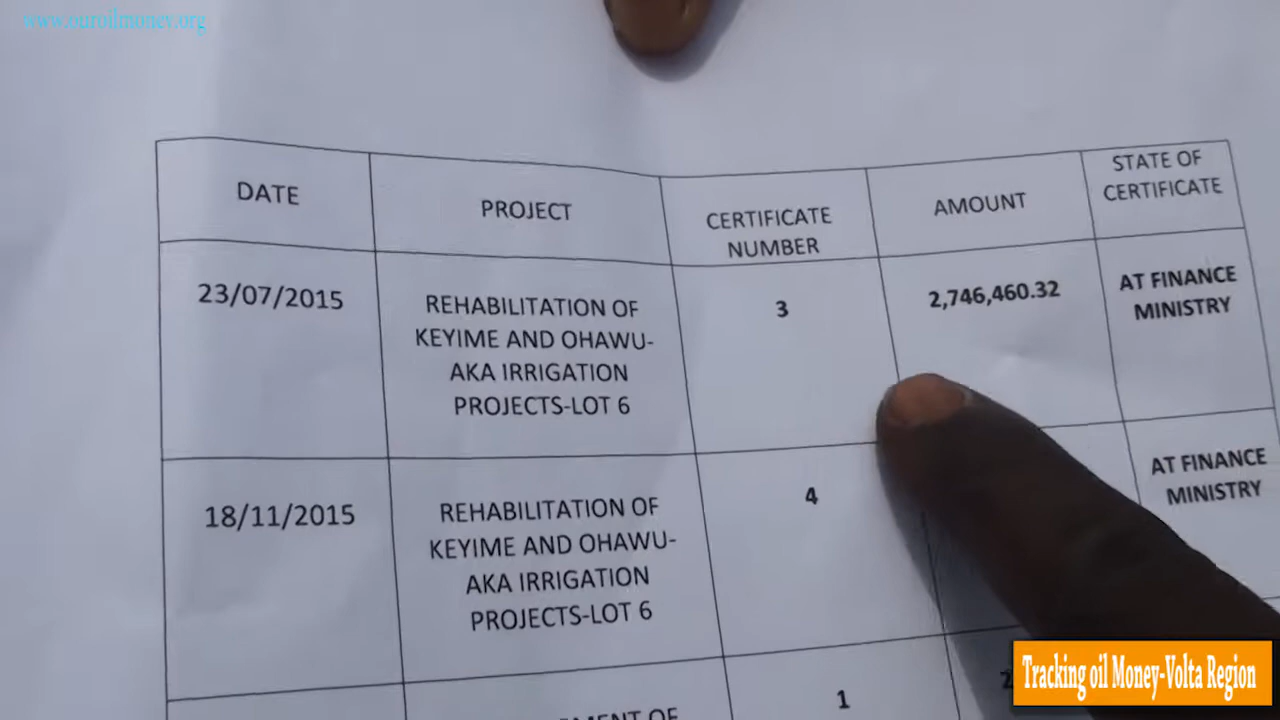 www.ouroilmoney.org
DATE
PROJECT
CERTIFICATE
NUMBER
AMOUNT
STATE OF
CERTIFICATE
23/07/2015
REHABILITATION OF
KEYIME AND OHAWU-
AKA IRRIGATION
PROJECTS-LOT 6
3
2,746,460.32
AT FINANCE
MINISTRY
18/11/2015
REHABILITATION OF
KEYIME AND OHAWU-
AKA IRRIGATION
PROJECTS-LOT 6
4
AT FINANCE
MINISTRY
OF
1
Tracking oil Money-Volta Region